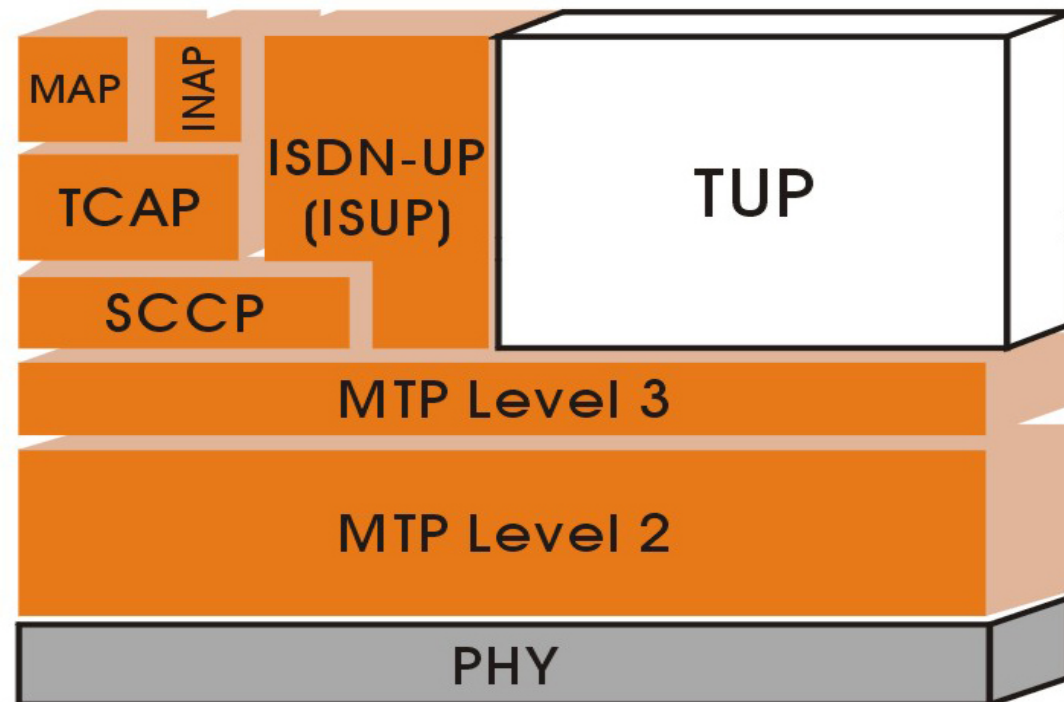 MAP
INAP
ISDN-UP
(ISUP)
TUP
TCAP
SCCP
MTP Level 3
MTP Level 2
PHY